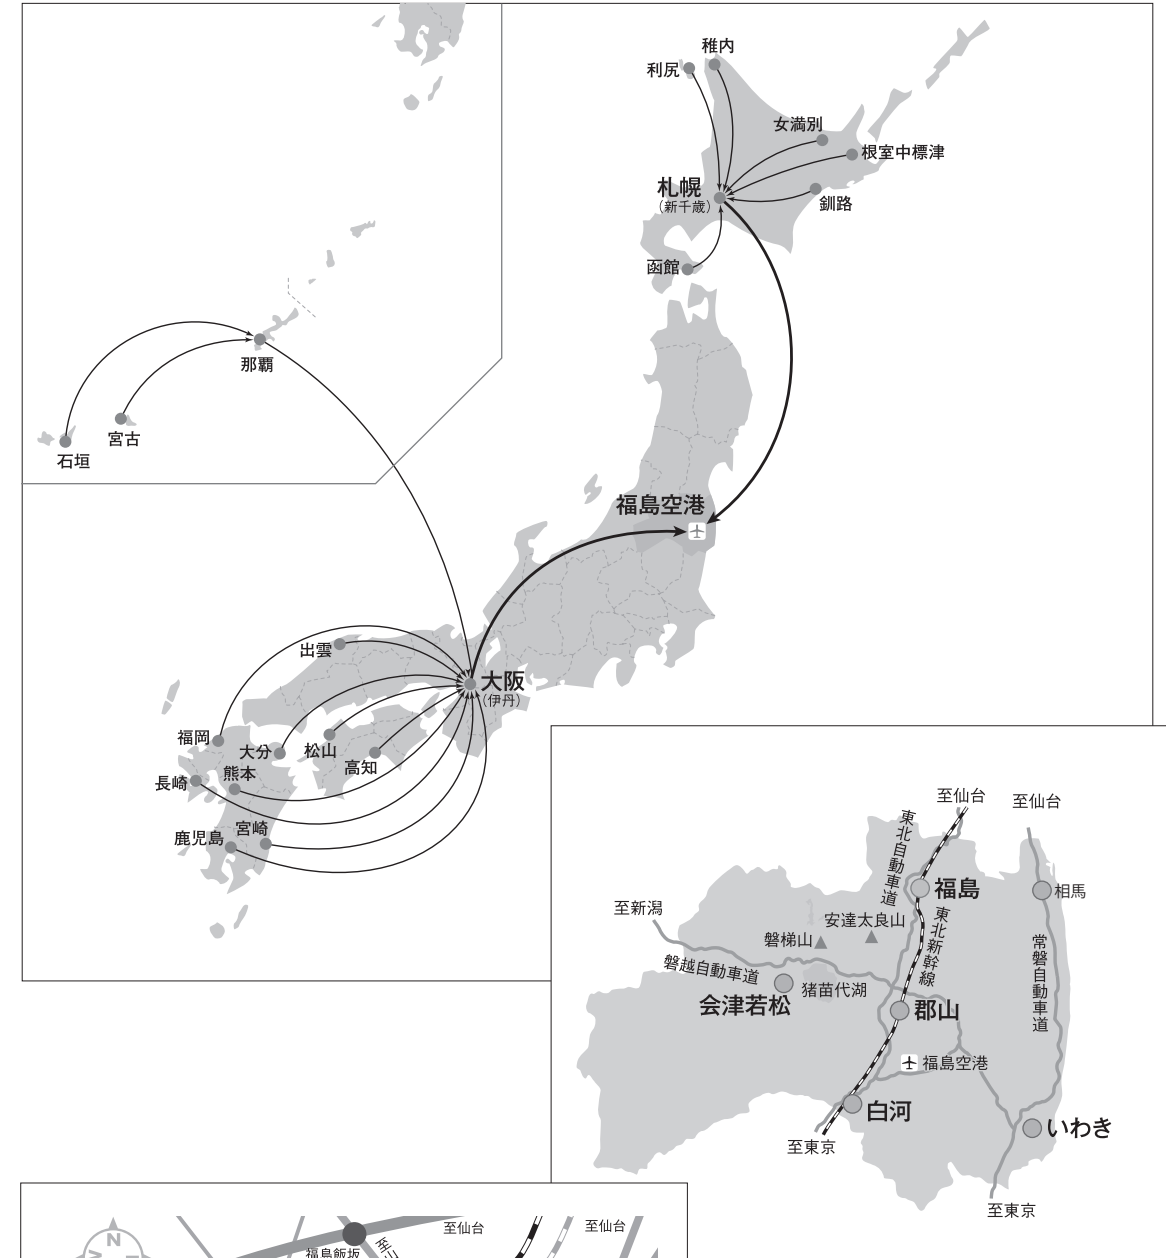 稚内
利尻
女満別
根室中標津
札幌
（新千歳）
釧路
函館
那覇
宮古
石垣
福島空港
出雲
大阪
（伊丹）
福岡
大分
松山
高知
熊本
長崎
宮崎
鹿児島
至仙台
至仙台
東北自動車道
福島
相馬
至新潟
安達太良山
磐梯山
東北新幹線
常磐自動車道
磐越自動車道
猪苗代湖
会津若松
郡山
福島空港
白河
いわき
至東京
至東京
至仙台
至仙台
N
福島飯坂